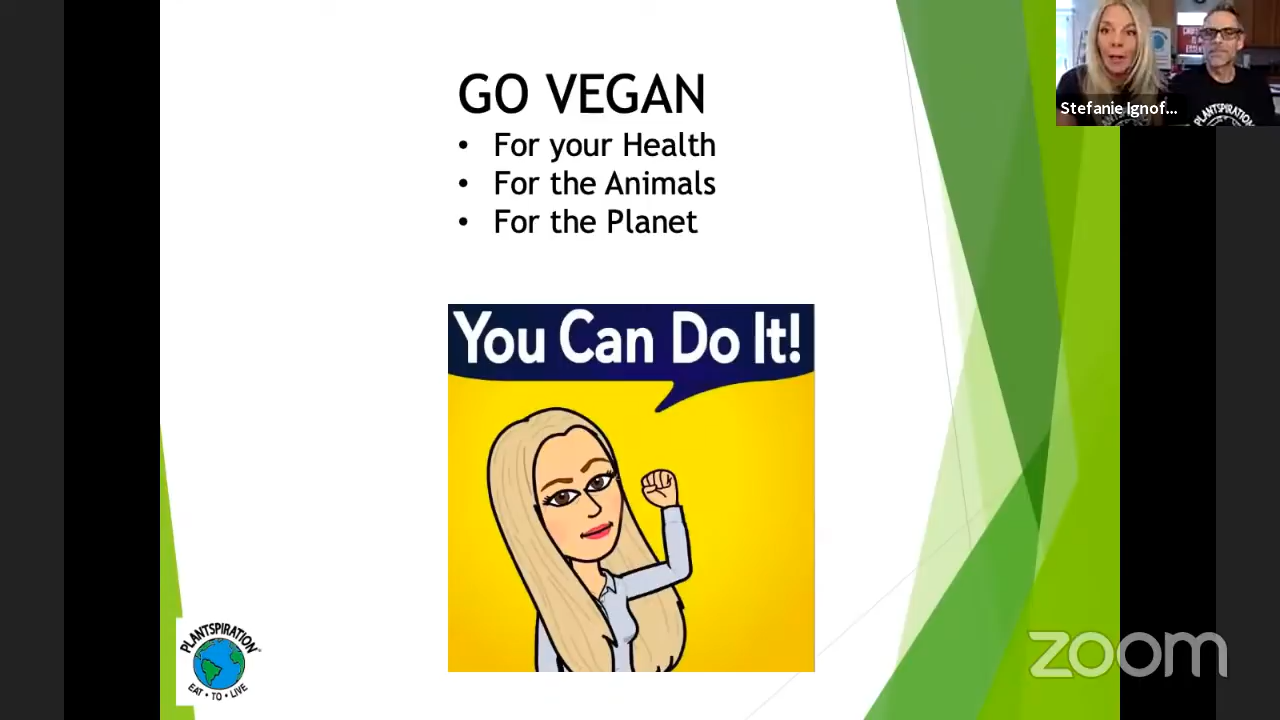 GO VEGAN
• For your Health
• For the Animals
• For the Planet
You Can Do It!
Stefanie Ignof...
PLANTSPIRATION
PLANTSPIRATION
EAT • TO • LIVE
zoom